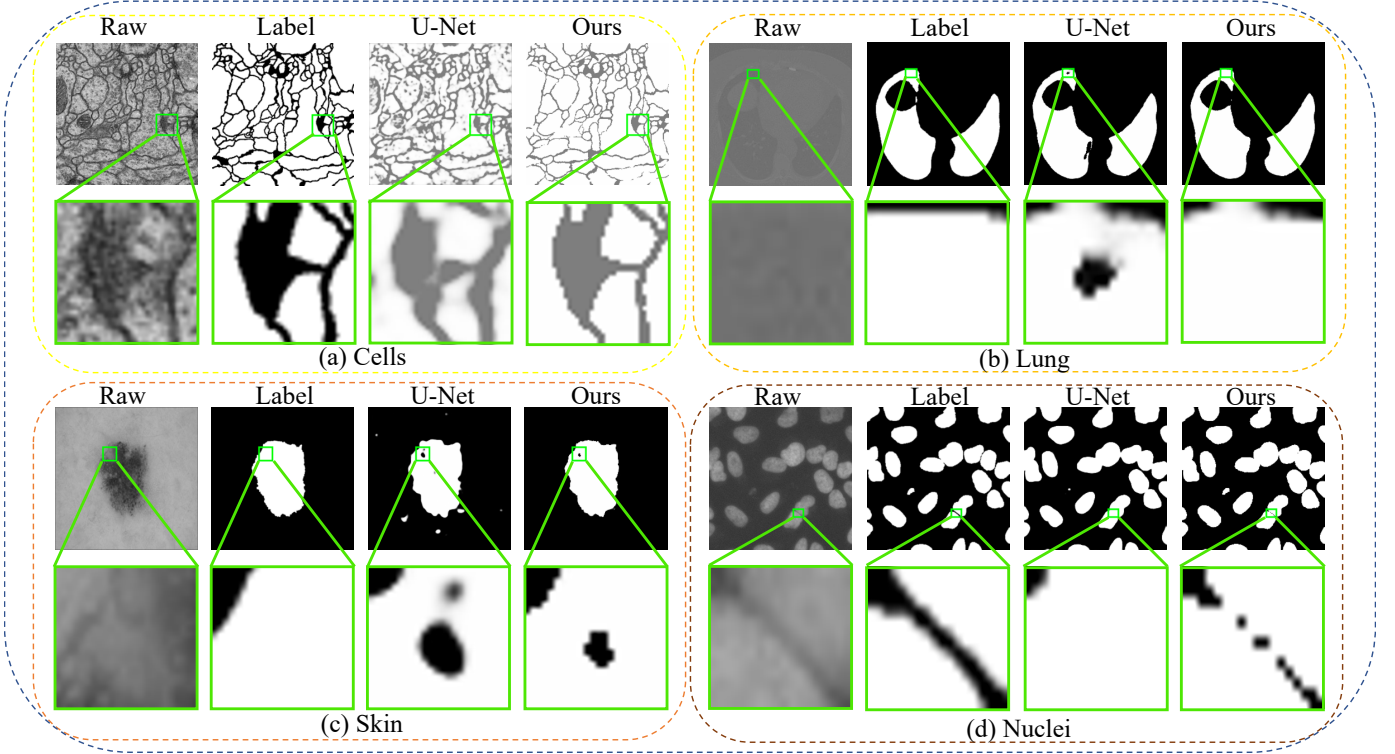 Raw Label U-Net Ours
(a) Cells
Raw Label U-Net Ours
(b) Lung
Raw Label U-Net Ours
(c) Skin
Raw Label U-Net Ours
(d) Nuclei